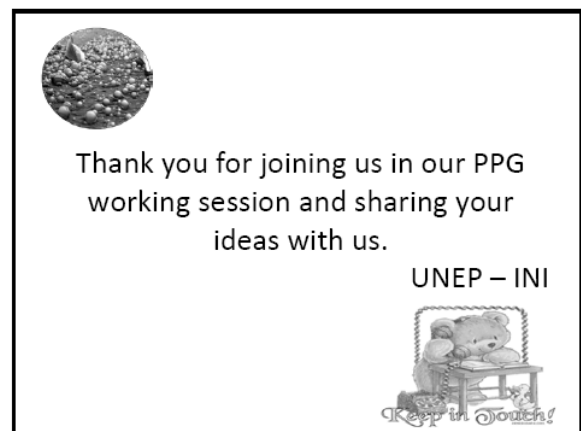 Thank you for joining us in our PPG
working session and sharing your
ideas with us.
UNEP – INI
Keep in Touch!